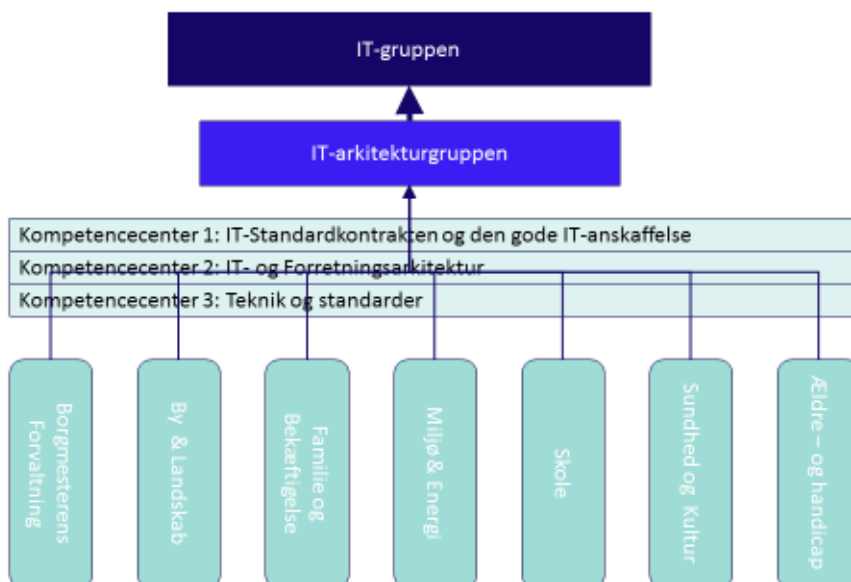 IT-gruppen
IT-arkitekturgruppen
Kompetencecenter 1: IT-Standardkontrakten og den gode IT-anskaffelse
Kompetencecenter 2: IT- og Forretningsarkitektur
Kompetencecenter 3: Teknik og standarder
Borgmesterens
Forvaltning
By & Landskab
Familie og
Bekæftigelse
Miljø & Energi
Skole
Sundhed og Kultur
Ældre – og handicap